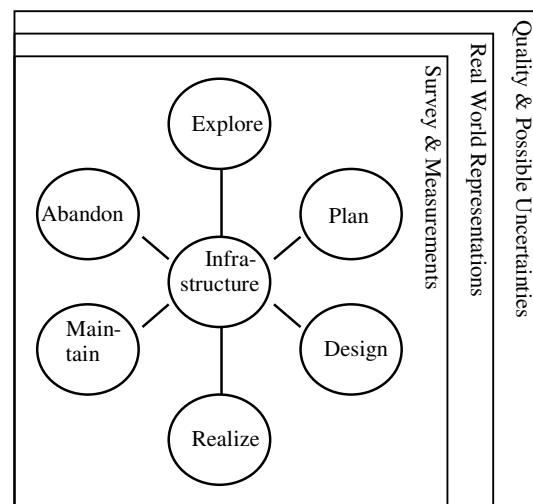 Explore
Abandon
Plan
Infra-
structure
Main-
tain
Design
Realize
Survey & Measurements
Real World Representations
Quality & Possible Uncertainties